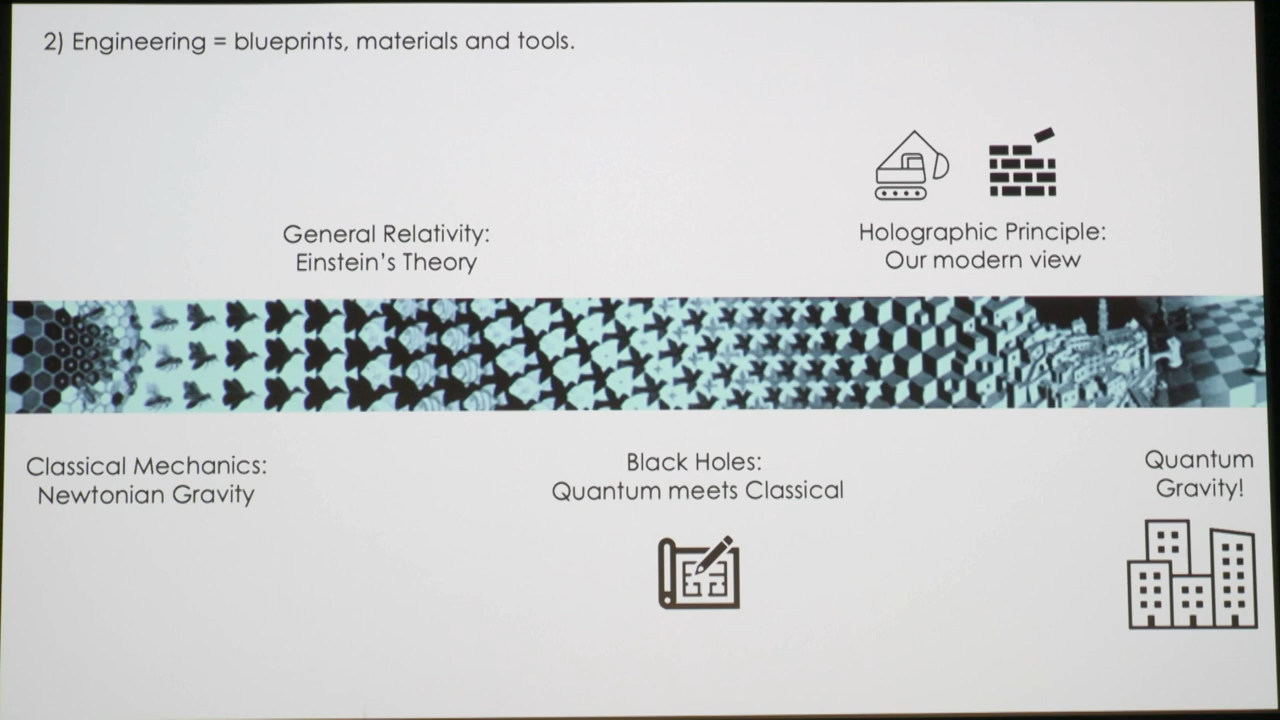 2) Engineering = blueprints, materials and tools.
General Relativity:
Einstein's Theory
Holographic Principle:
Our modern view
Classical Mechanics:
Newtonian Gravity
Black Holes:
Quantum meets Classical
Quantum
Gravity!